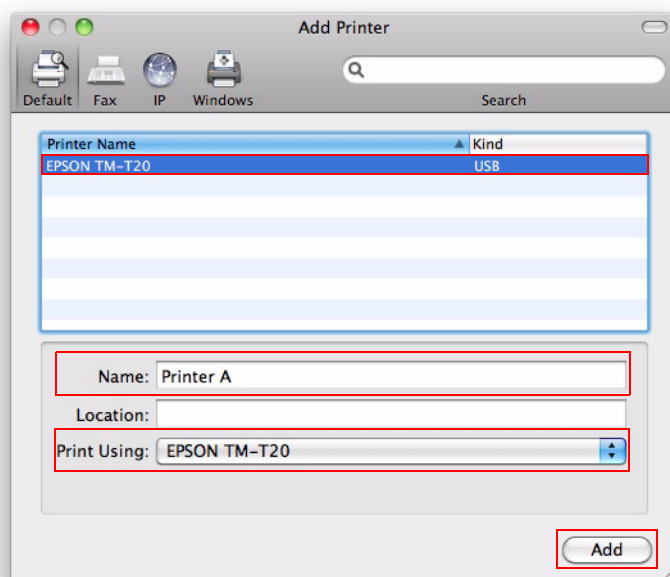 Add Printer
Default Fax IP Windows Search
Printer Name Kind
EPSON TM-T20 USB
Name: Printer A
Location:
Print Using: EPSON TM-T20
Add